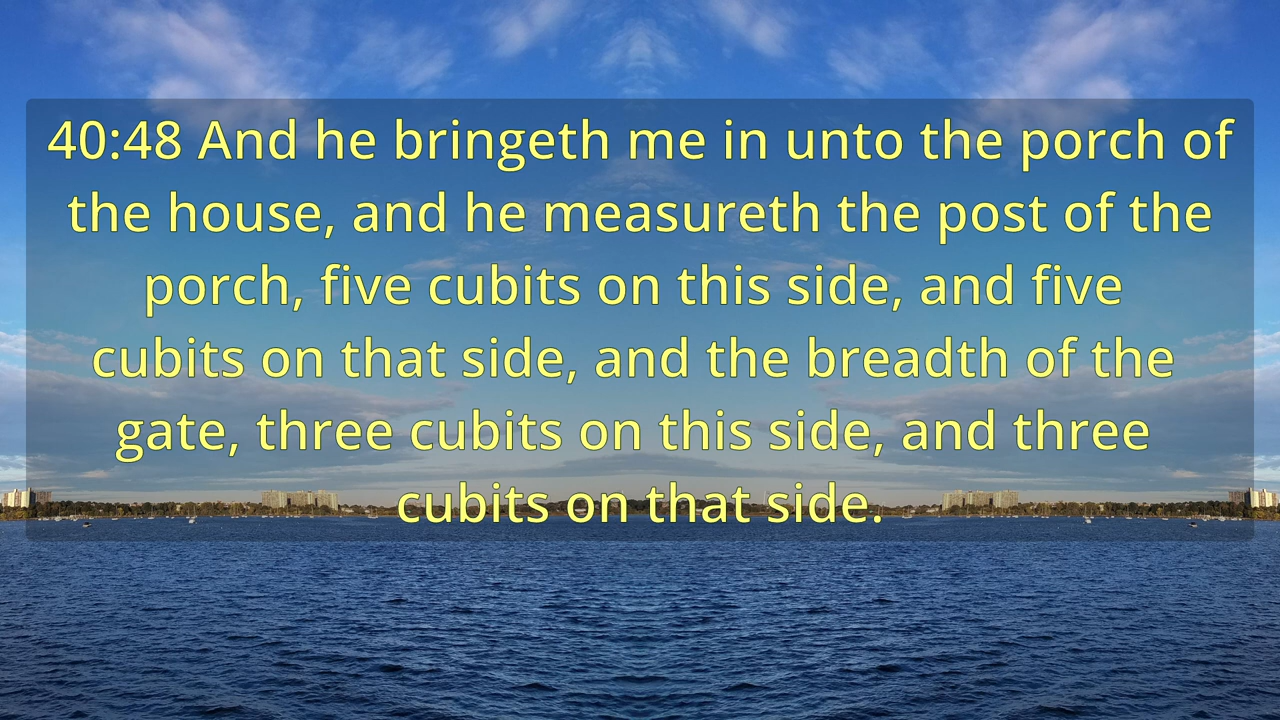 40:48 And he bringeth me in unto the porch of
the house, and he measureth the post of the
porch, five cubits on this side, and five
cubits on that side, and the breadth of the
gate, three cubits on this side, and three
cubits on that side.